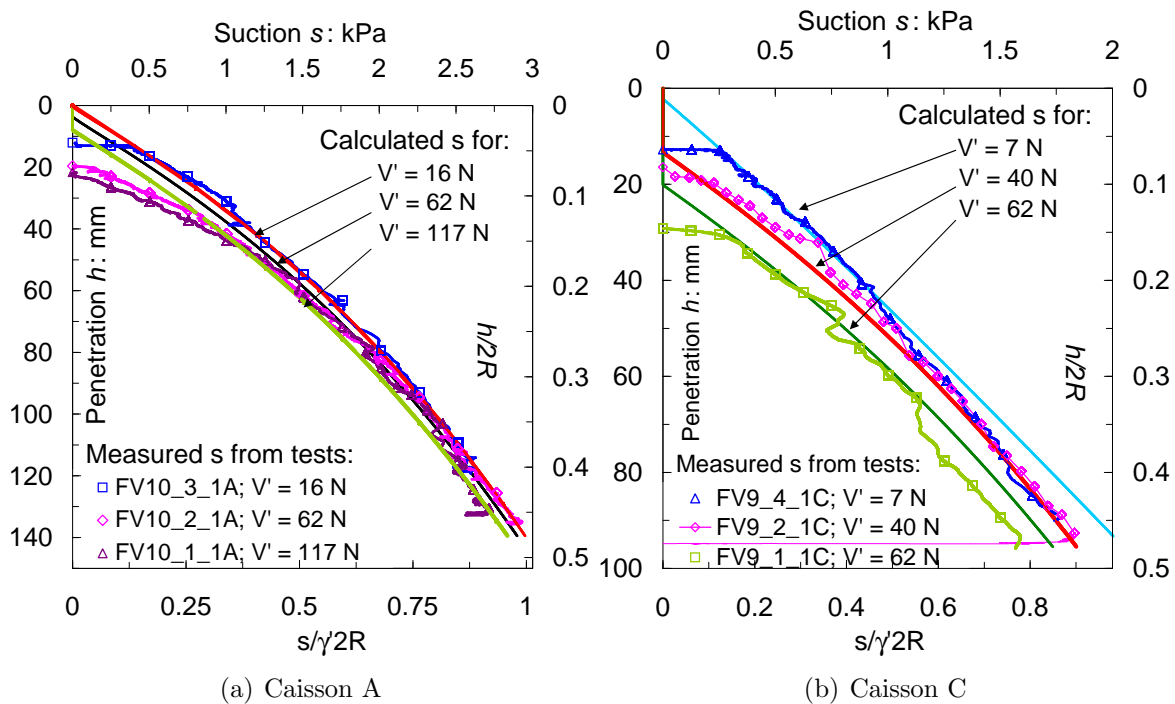 Suction s: kPa
0 0.5 1 1.5 2 2.5 3
0
20
40
60
80
100
120
140
Penetration h: mm
0
0.1
0.2
0.3
0.4
0.5
h/2R
Calculated s for:
V' = 16 N
V' = 62 N
V' = 117 N
Measured s from tests:
FV10_3_1A; V' = 16 N
FV10_2_1A; V' = 62 N
FV10_1_1A; V' = 117 N
0 0.25 0.5 0.75 1
s/γ'2R
(a) Caisson A
Suction s: kPa
0 0.5 1 1.5 2
0
20
40
60
80
100
Penetration h: mm
0
0.1
0.2
0.3
0.4
0.5
h/2R
Calculated s for:
V' = 7 N
V' = 40 N
V' = 62 N
Measured s from tests:
FV9_4_1C; V' = 7 N
FV9_2_1C; V' = 40 N
FV9_1_1C; V' = 62 N
0 0.2 0.4 0.6 0.8
s/γ'2R
(b) Caisson C